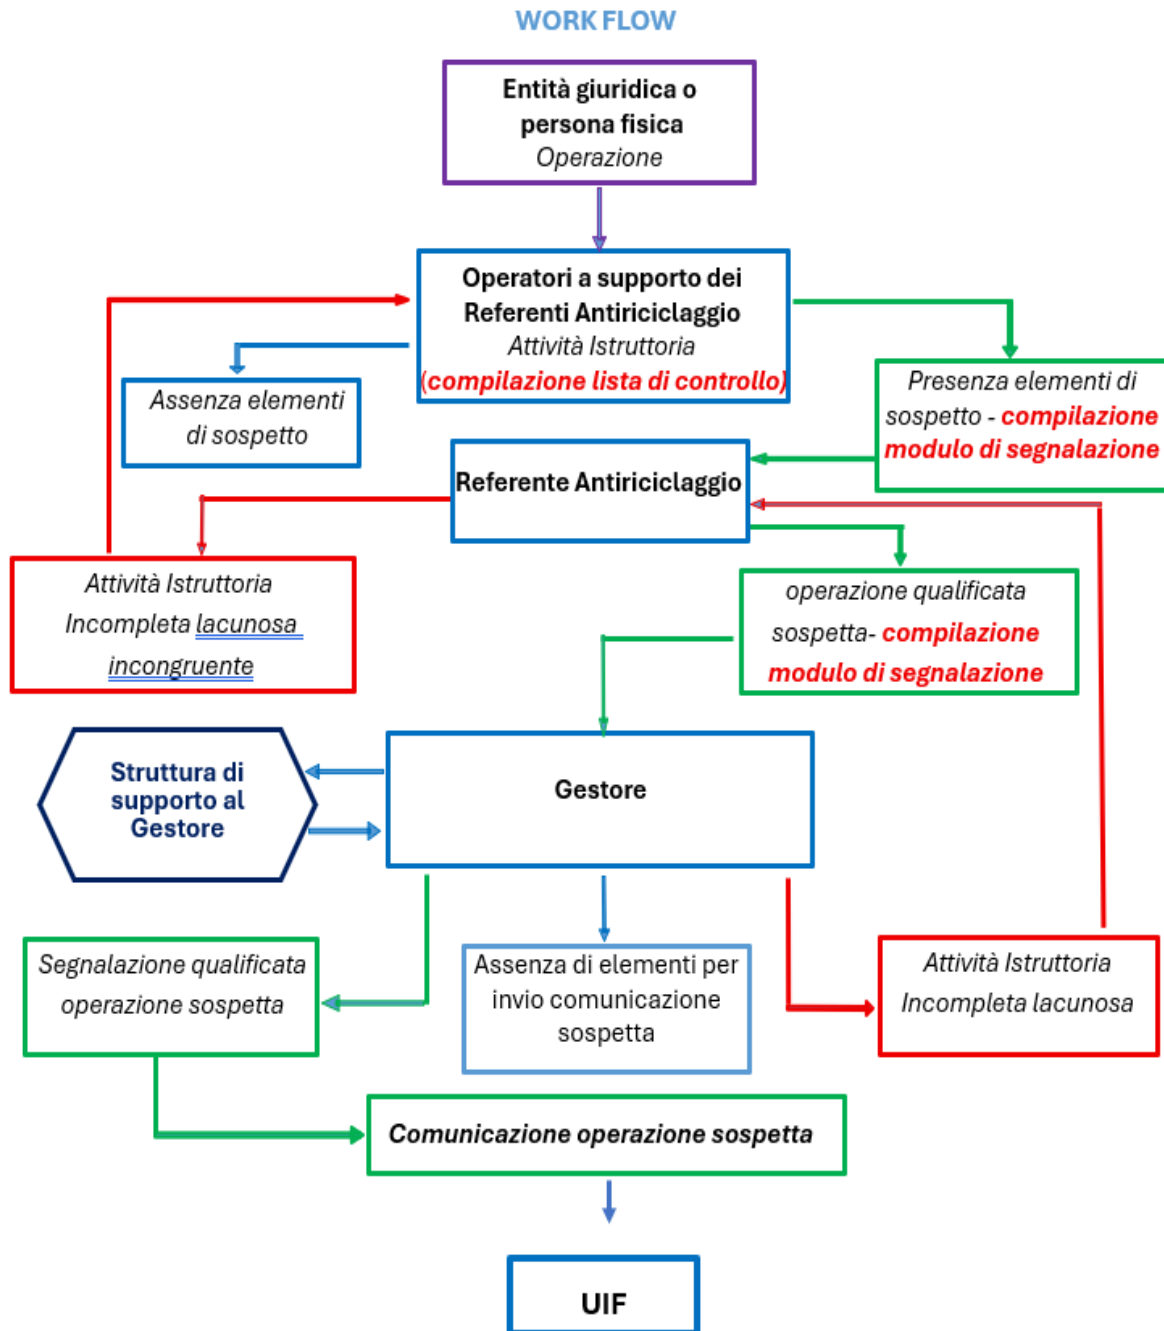 WORK FLOW
Entità giuridica o
persona fisica
Operazione
Operatori a supporto dei
Referenti Antiriciclaggio
Attività Istruttoria
(compilazione lista di controllo)
Assenza elementi
di sospetto
Presenza elementi di
sospetto - compilazione
modulo di segnalazione
Referente Antiriciclaggio
Attività Istruttoria
Incompleta lacunosa
incongruente
operazione qualificata
sospetta- compilazione
modulo di segnalazione
Struttura di
supporto al
Gestore
Gestore
Segnalazione qualificata
operazione sospetta
Assenza di elementi per
invio comunicazione
sospetta
Attività Istruttoria
Incompleta lacunosa
Comunicazione operazione sospetta
UIF